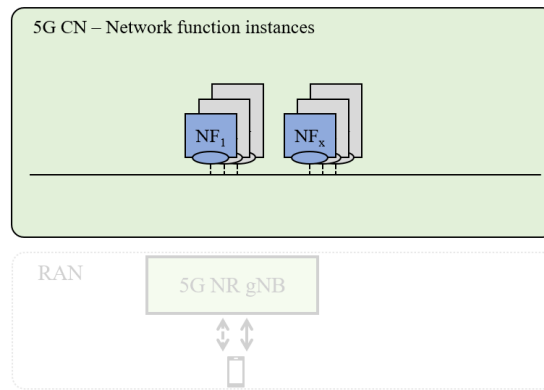 5G CN – Network function instances
NF₁ NFₓ
RAN
5G NR gNB